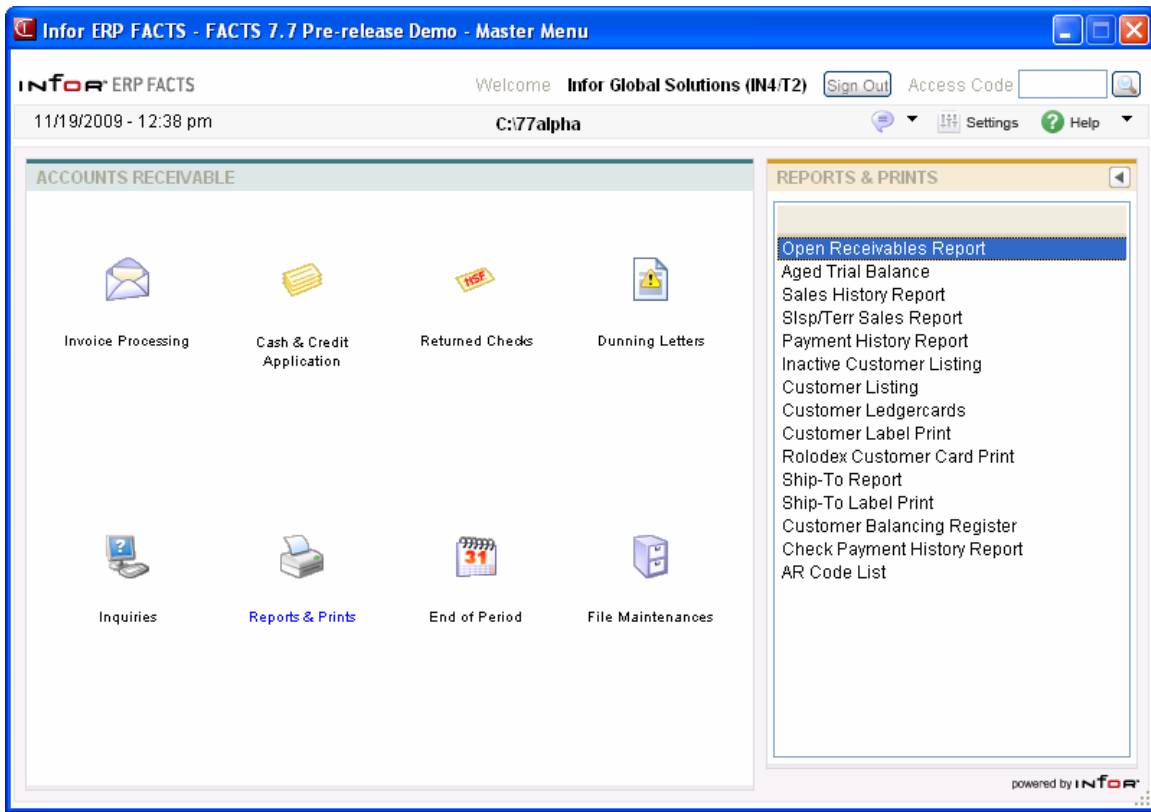 Infor ERP FACTS - FACTS 7.7 Pre-release Demo - Master Menu
infor ERP FACTS
Welcome Infor Global Solutions (IN4/T2) Sign Out Access Code
11/19/2009 - 12:38 pm
C:\77alpha
Settings
Help
ACCOUNTS RECEIVABLE
Invoice Processing
Cash & Credit
Application
NSF
Returned Checks
Dunning Letters
?
Inquiries
Reports & Prints
31
End of Period
File Maintenances
REPORTS & PRINTS
Open Receivables Report
Aged Trial Balance
Sales History Report
Slsp/Terr Sales Report
Payment History Report
Inactive Customer Listing
Customer Listing
Customer Ledgercards
Customer Label Print
Rolodex Customer Card Print
Ship-To Report
Ship-To Label Print
Customer Balancing Register
Check Payment History Report
AR Code List
powered by infor